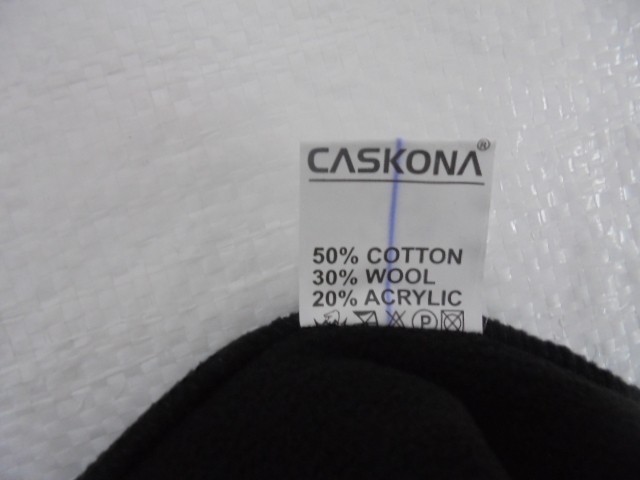 CASKONA®
50% COTTON
30% WOOL
20% ACRYLIC
P